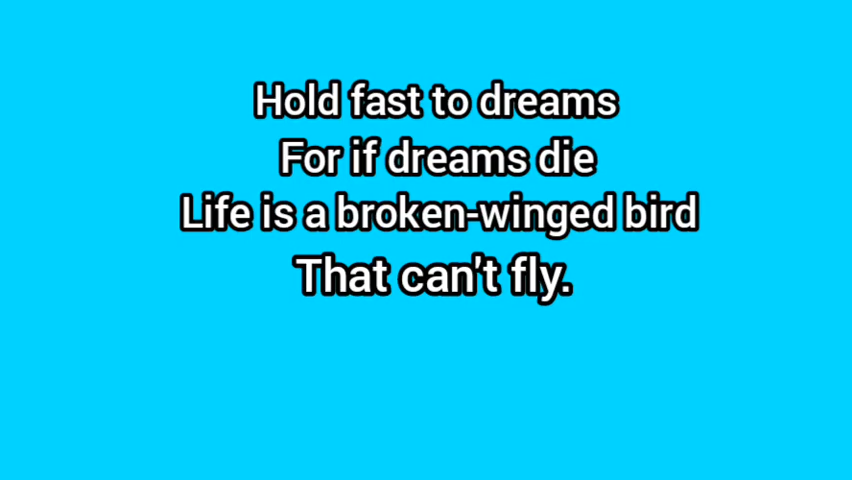 Hold fast to dreams
For if dreams die
Life is a broken-winged bird
That can't fly.